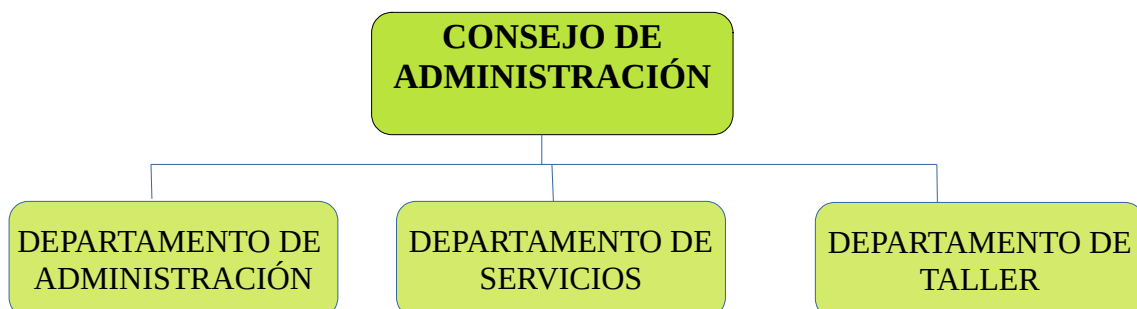 CONSEJO DE
ADMINISTRACIÓN
DEPARTAMENTO DE
ADMINISTRACIÓN
DEPARTAMENTO DE
SERVICIOS
DEPARTAMENTO DE
TALLER